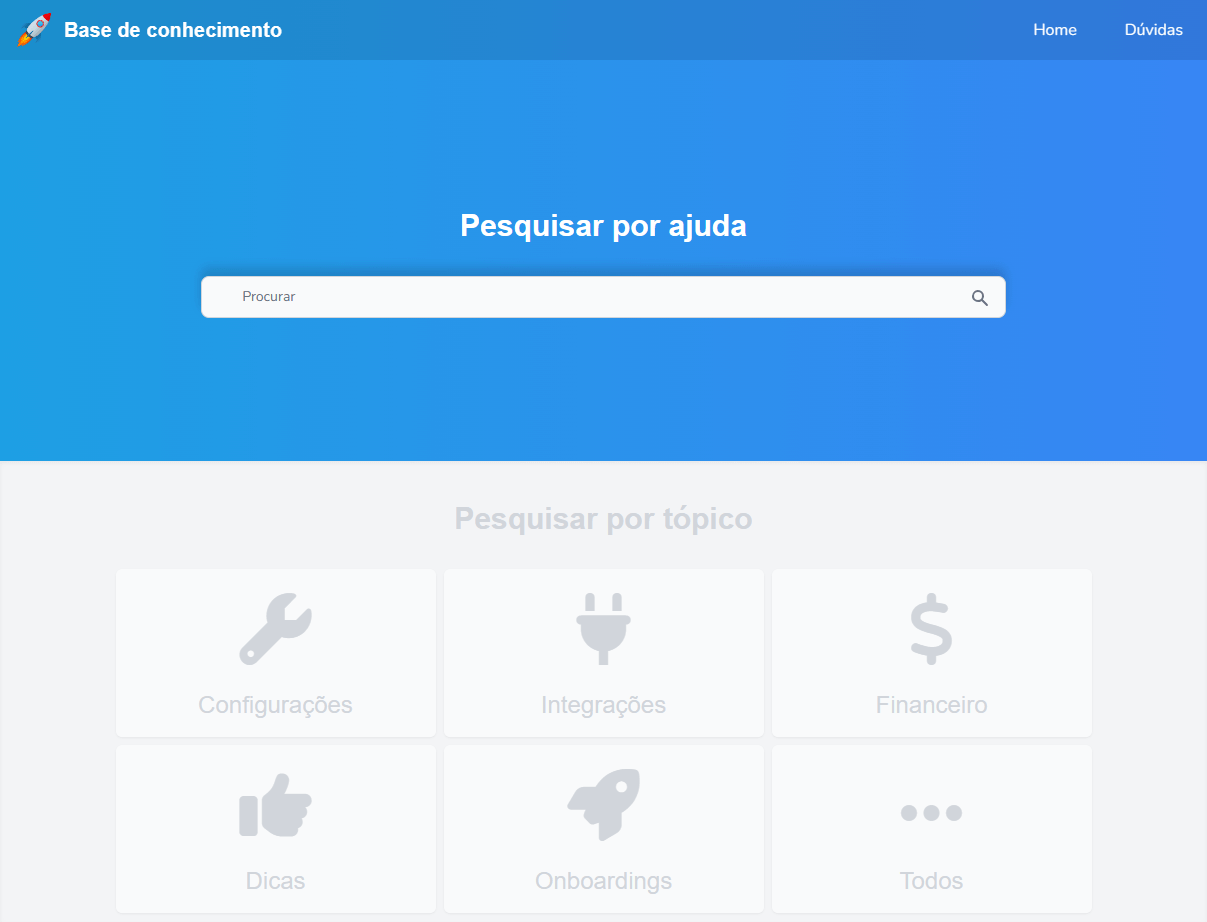 Base de conhecimento
Home
Dúvidas
Pesquisar por ajuda
Procurar
Pesquisar por tópico
Configurações
Integrações
Financeiro
Dicas
Onboardings
Todos